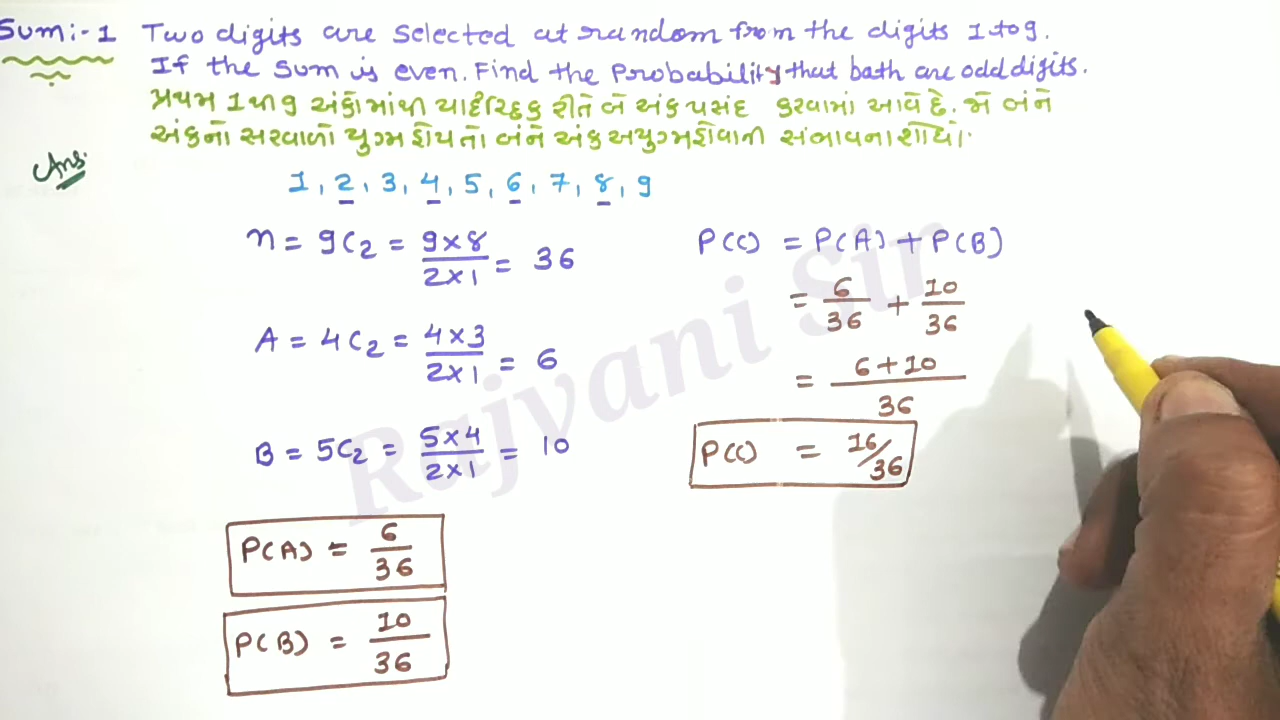 Sum:- 1 Two digits are selected at random from the digits 1 to 9.
If the sum is even. Find the Probability that bath are odd digits.
પ્રથમ 1 થી 9 અંકોમાંથી યાદૅચ્છિક રીતે બે અંક પસંદ કરવામાં આવે છે. જો બંને
અંકનો સરવાળો યુગ્મ હોય તો બંને અંક અયુગ્મ હોવાની સંભાવના શોધો.
Ans.
1, 2, 3, 4, 5, 6, 7, 8, 9
n = 9C2 = 9×8 / 2×1 = 36
A = 4C2 = 4×3 / 2×1 = 6
B = 5C2 = 5×4 / 2×1 = 10
P(A) = 6/36
P(B) = 10/36
P(C) = P(A) + P(B)
= 6/36 + 10/36
= 6+10 / 36
P(C) = 16/36
Rajvani Sir